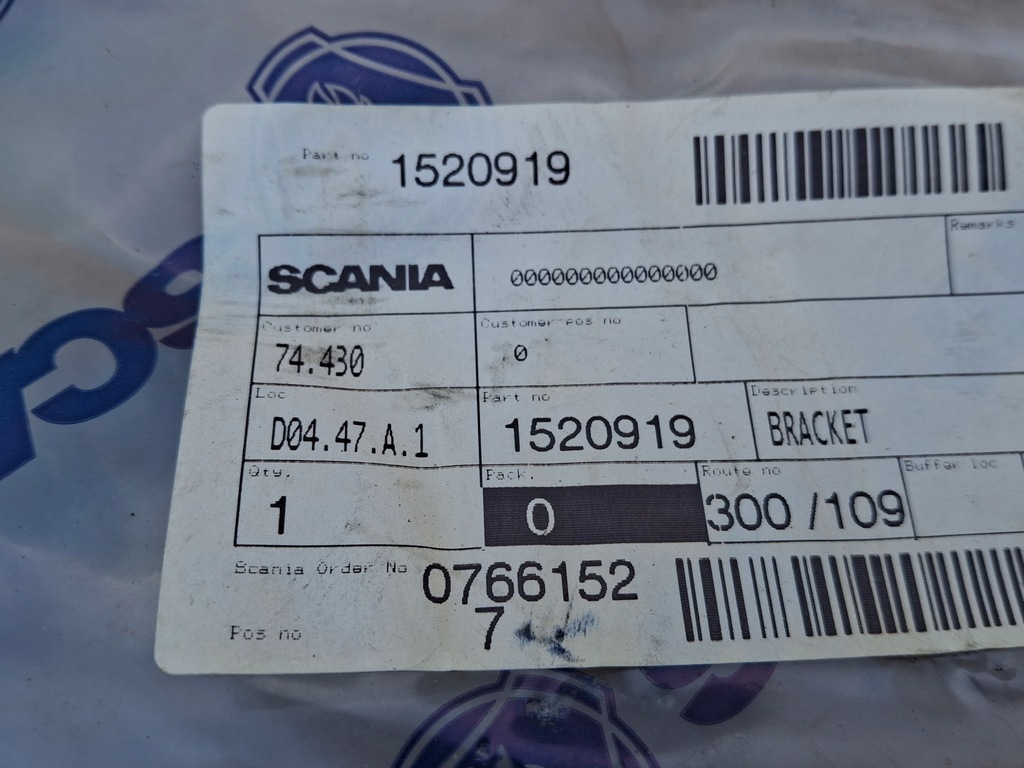 Part no 1520919
Remarks
SCANIA 000000000000000
Customer no Customer pos no
74.430 0
Loc Part no Description
D04.47.A.1 1520919 BRACKET
Qty. Pack. Route no Buffer loc
1 0 300 /109
Scania Order No 0766152
Pos no 7